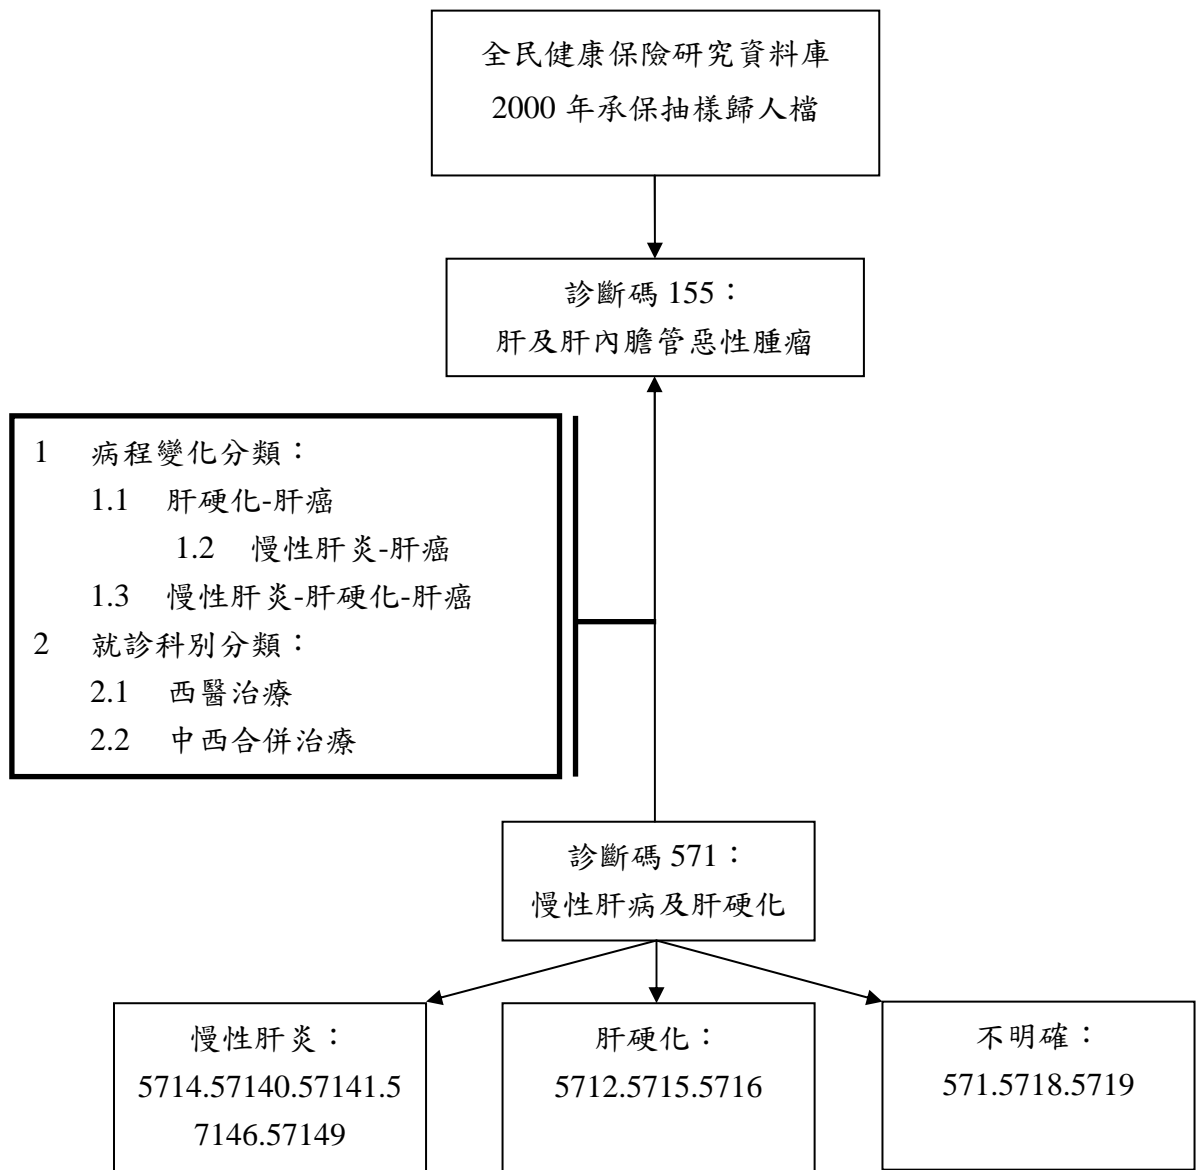 全民健康保險研究資料庫
2000 年承保抽樣歸人檔
診斷碼 155：
肝及肝內膽管惡性腫瘤
1 病程變化分類：
1.1 肝硬化-肝癌
1.2 慢性肝炎-肝癌
1.3 慢性肝炎-肝硬化-肝癌
2 就診科別分類：
2.1 西醫治療
2.2 中西合併治療
診斷碼 571：
慢性肝病及肝硬化
慢性肝炎：
5714.57140.57141.5
7146.57149
肝硬化：
5712.5715.5716
不明確：
571.5718.5719